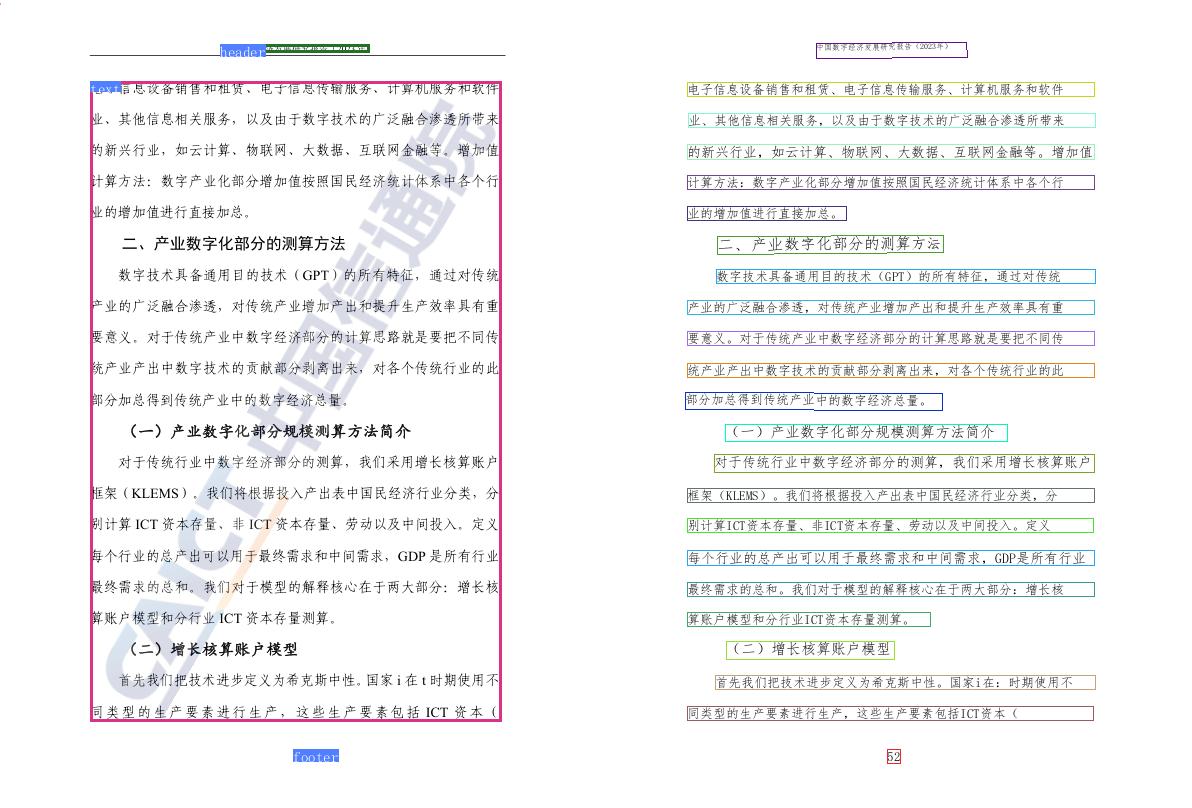 header
text信息设备销售和租赁、电子信息传输服务、计算机服务和软件
业、其他信息相关服务，以及由于数字技术的广泛融合渗透所带来
的新兴行业，如云计算、物联网、大数据、互联网金融等。增加值
计算方法：数字产业化部分增加值按照国民经济统计体系中各个行
业的增加值进行直接加总。
二、产业数字化部分的测算方法
数字技术具备通用目的技术（GPT）的所有特征，通过对传统
产业的广泛融合渗透，对传统产业增加产出和提升生产效率具有重
要意义。对于传统产业中数字经济部分的计算思路就是要把不同传
统产业产出中数字技术的贡献部分剥离出来，对各个传统行业的此
部分加总得到传统产业中的数字经济总量。
（一）产业数字化部分规模测算方法简介
对于传统行业中数字经济部分的测算，我们采用增长核算账户
框架（KLEMS）。我们将根据投入产出表中国民经济行业分类，分
别计算 ICT 资本存量、非 ICT 资本存量、劳动以及中间投入。定义
每个行业的总产出可以用于最终需求和中间需求，GDP 是所有行业
最终需求的总和。我们对于模型的解释核心在于两大部分：增长核
算账户模型和分行业 ICT 资本存量测算。
（二）增长核算账户模型
首先我们把技术进步定义为希克斯中性。国家 i 在 t 时期使用不
同类型的生产要素进行生产，这些生产要素包括 ICT 资本（
CAICT 中国信通院
footer
中国数字经济发展研究报告（2023年）
电子信息设备销售和租赁、电子信息传输服务、计算机服务和软件
业、其他信息相关服务，以及由于数字技术的广泛融合渗透所带来
的新兴行业，如云计算、物联网、大数据、互联网金融等。增加值
计算方法：数字产业化部分增加值按照国民经济统计体系中各个行
业的增加值进行直接加总。
二、产业数字化部分的测算方法
数字技术具备通用目的技术（GPT）的所有特征，通过对传统
产业的广泛融合渗透，对传统产业增加产出和提升生产效率具有重
要意义。对于传统产业中数字经济部分的计算思路就是要把不同传
统产业产出中数字技术的贡献部分剥离出来，对各个传统行业的此
部分加总得到传统产业中的数字经济总量。
（一）产业数字化部分规模测算方法简介
对于传统行业中数字经济部分的测算，我们采用增长核算账户
框架（KLEMS）。我们将根据投入产出表中国民经济行业分类，分
别计算ICT资本存量、非ICT资本存量、劳动以及中间投入。定义
每个行业的总产出可以用于最终需求和中间需求，GDP是所有行业
最终需求的总和。我们对于模型的解释核心在于两大部分：增长核
算账户模型和分行业ICT资本存量测算。
（二）增长核算账户模型
首先我们把技术进步定义为希克斯中性。国家i在：时期使用不
同类型的生产要素进行生产，这些生产要素包括ICT资本（
52